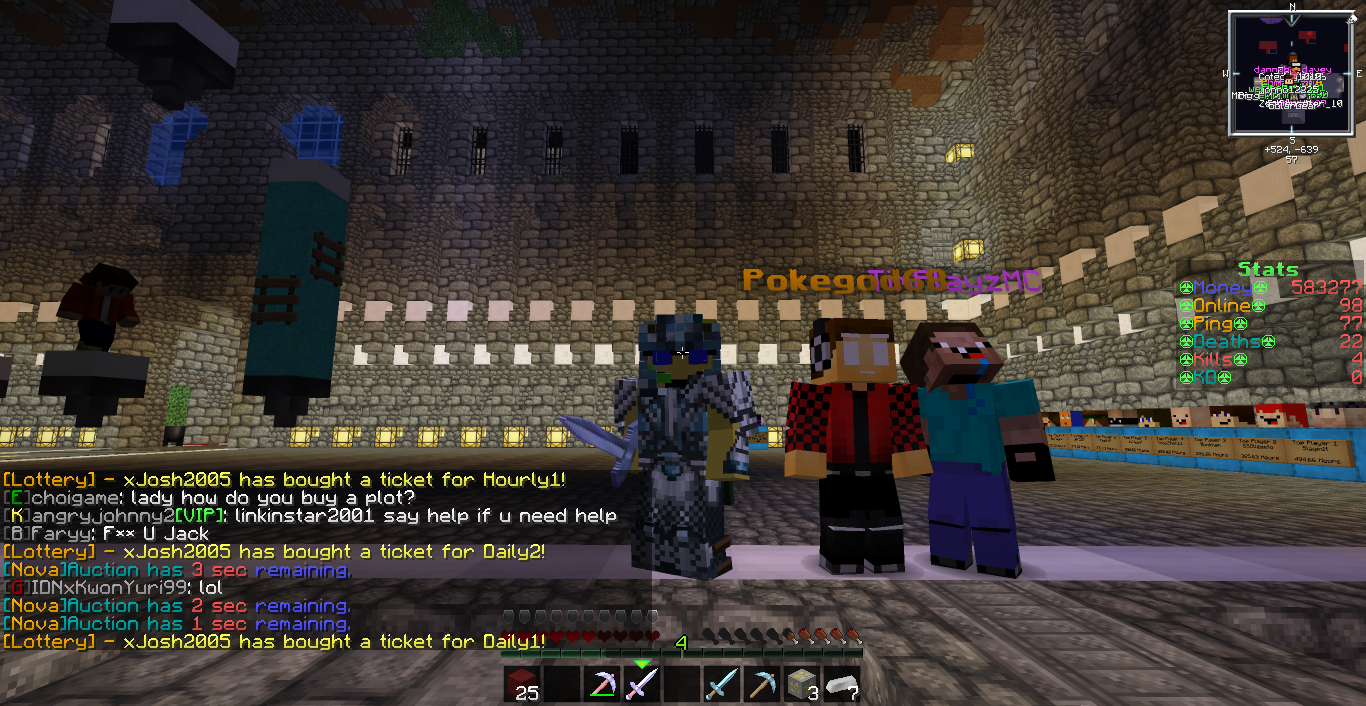 N
W
E
S
+524, -639
57
Stats
Money 583277
Online 98
Ping 77
Deaths 22
Kills 4
KD 0
[Lottery] - xJosh2005 has bought a ticket for Hourly1!
[E]choigame: lady how do you buy a plot?
[K]angryjohnny2[VIP]: linkinstar2001 say help if u need help
[B]Faryy: F** U Jack
[Lottery] - xJosh2005 has bought a ticket for Daily2!
[Nova]Auction has 3 sec remaining.
[G]IDNxKwonYuri99: lol
[Nova]Auction has 2 sec remaining.
[Nova]Auction has 1 sec remaining.
[Lottery] - xJosh2005 has bought a ticket for Daily1!
4
25
3
7